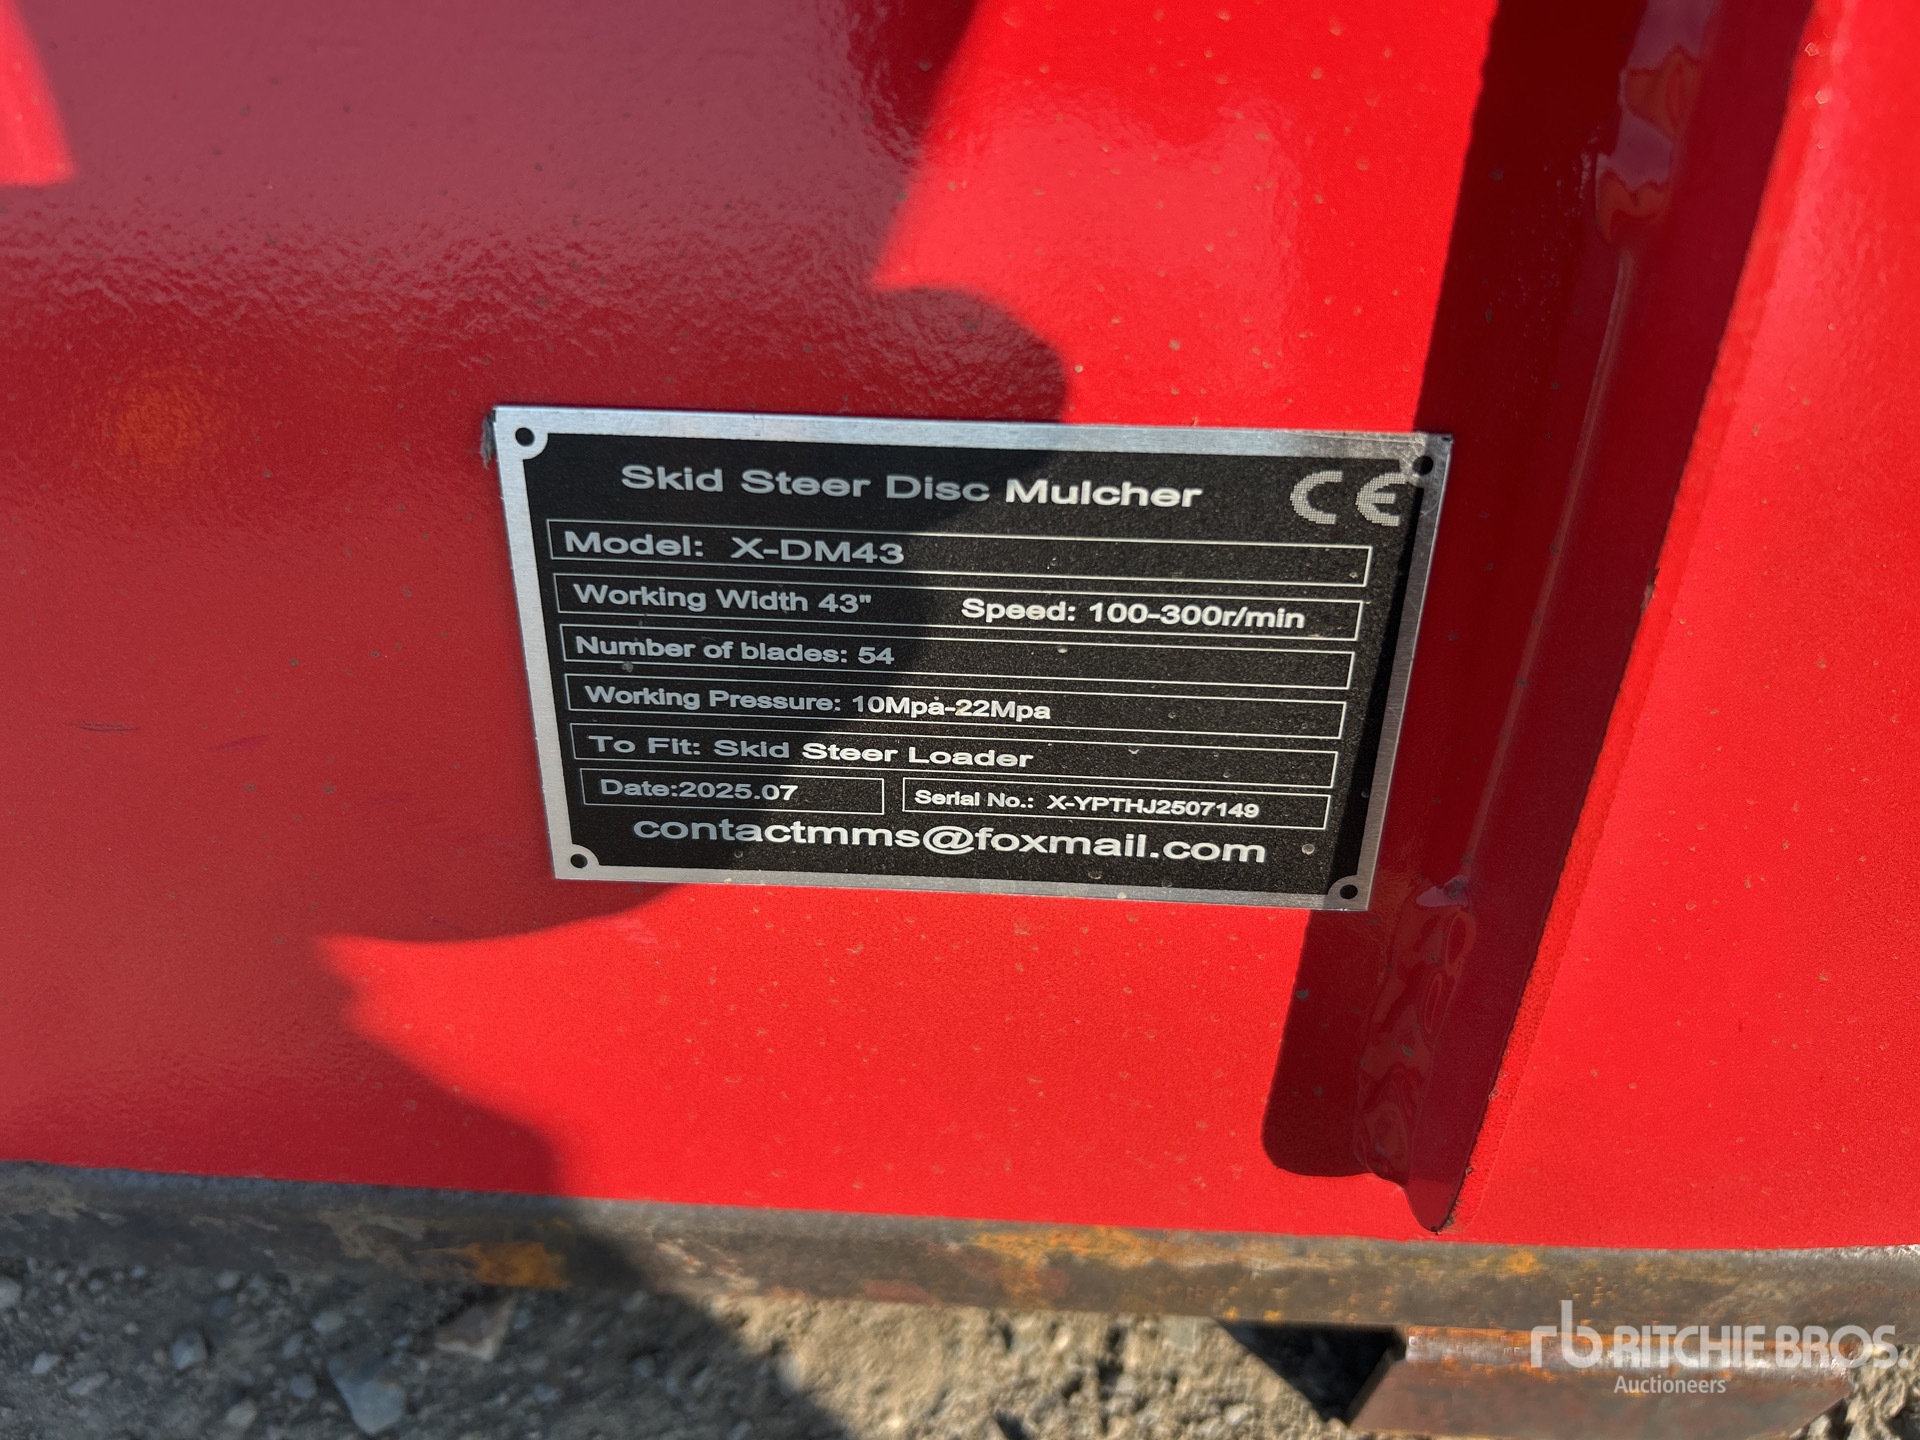 Skid Steer Disc Mulcher CE
Model: X-DM43
Working Width 43" Speed: 100-300r/min
Number of blades: 54
Working Pressure: 10Mpa-22Mpa
To Fit: Skid Steer Loader
Date:2025.07 Serial No.: X-YPTHJ2507149
contactmms@foxmail.com
rb RITCHIE BROS.
Auctioneers